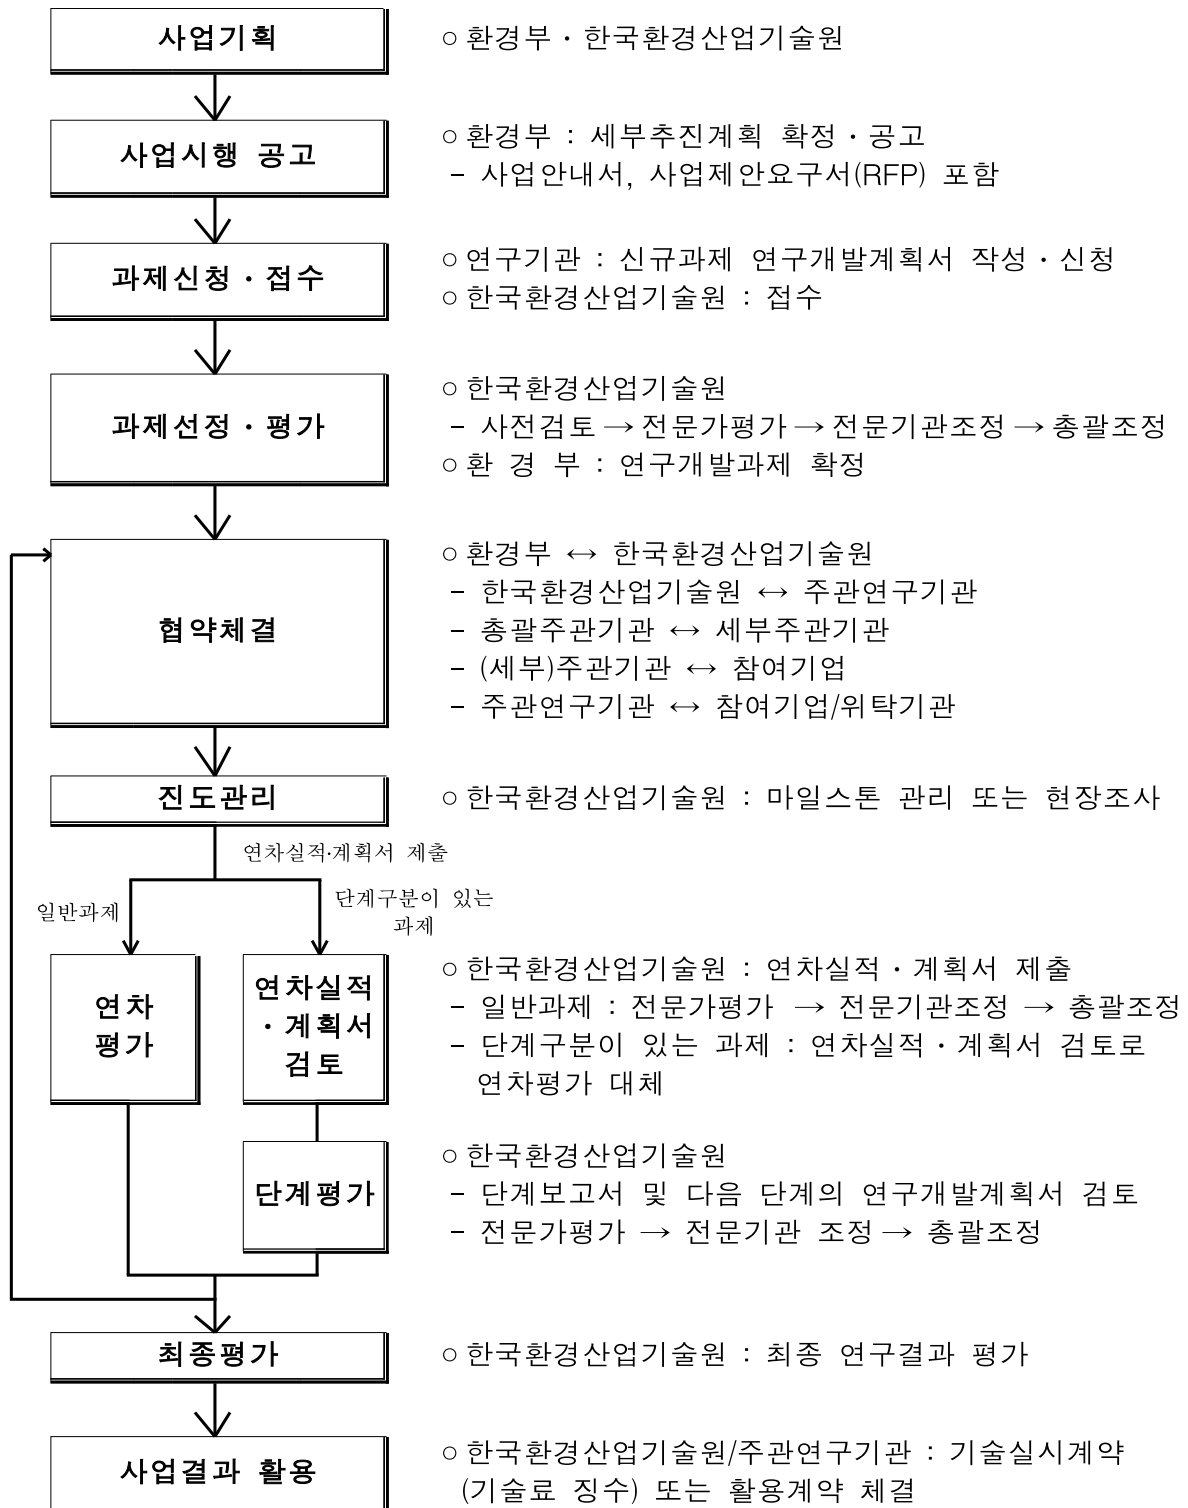 사업기획
○ 환경부・한국환경산업기술원
사업시행 공고
○ 환경부 : 세부추진계획 확정・공고
- 사업안내서, 사업제안요구서(RFP) 포함
과제신청・접수
○ 연구기관 : 신규과제 연구개발계획서 작성・신청
○ 한국환경산업기술원 : 접수
과제선정・평가
○ 한국환경산업기술원
- 사전검토 → 전문가평가 → 전문기관조정 → 총괄조정
○ 환 경 부 : 연구개발과제 확정
협약체결
○ 환경부 ↔ 한국환경산업기술원
- 한국환경산업기술원 ↔ 주관연구기관
- 총괄주관기관 ↔ 세부주관기관
- (세부)주관기관 ↔ 참여기업
- 주관연구기관 ↔ 참여기업/위탁기관
진도관리
○ 한국환경산업기술원 : 마일스톤 관리 또는 현장조사
연차실적·계획서 제출
일반과제
단계구분이 있는
과제
연차
평가
연차실적
・계획서
검토
○ 한국환경산업기술원 : 연차실적・계획서 제출
- 일반과제 : 전문가평가 → 전문기관조정 → 총괄조정
- 단계구분이 있는 과제 : 연차실적・계획서 검토로
연차평가 대체
단계평가
○ 한국환경산업기술원
- 단계보고서 및 다음 단계의 연구개발계획서 검토
- 전문가평가 → 전문기관 조정 → 총괄조정
최종평가
○ 한국환경산업기술원 : 최종 연구결과 평가
사업결과 활용
○ 한국환경산업기술원/주관연구기관 : 기술실시계약
(기술료 징수) 또는 활용계약 체결